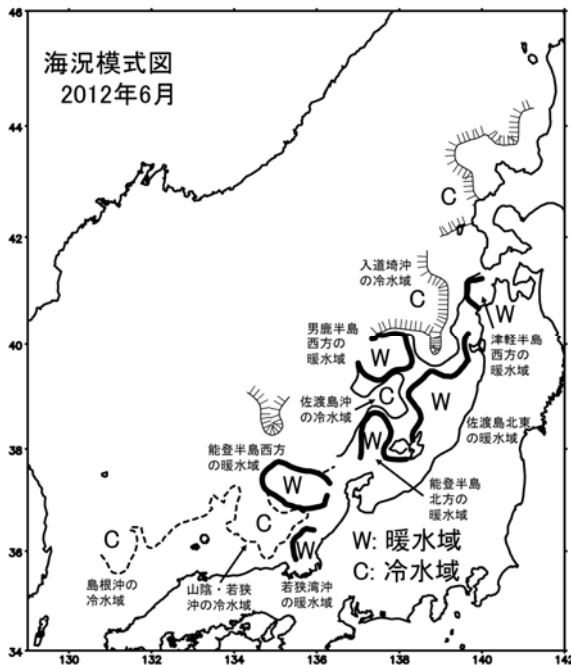 海況模式図
2012年6月
46
44
42
40
38
36
34
130
132
134
136
138
140
142
C
入道埼沖
の冷水域
C
W
津軽半島
西方の
暖水域
男鹿半島
西方の
暖水域
W
佐渡島沖
の冷水域
C
W
佐渡島北東
の暖水域
能登半島西方
の暖水域
W
W
能登半島
北方の
暖水域
C
島根沖の
冷水域
C
山陰・若狭
沖の冷水域
W
若狭湾沖
の暖水域
W: 暖水域
C: 冷水域